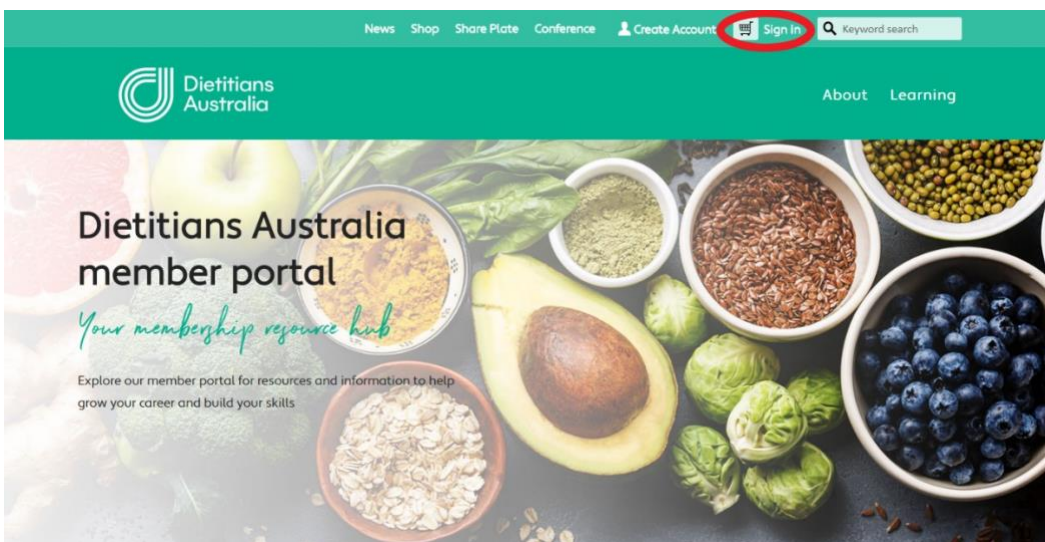 News Shop Share Plate Conference Create Account Sign In Keyword search
Dietitians
Australia
About Learning
Dietitians Australia
member portal
Your membership resource hub
Explore our member portal for resources and information to help
grow your career and build your skills